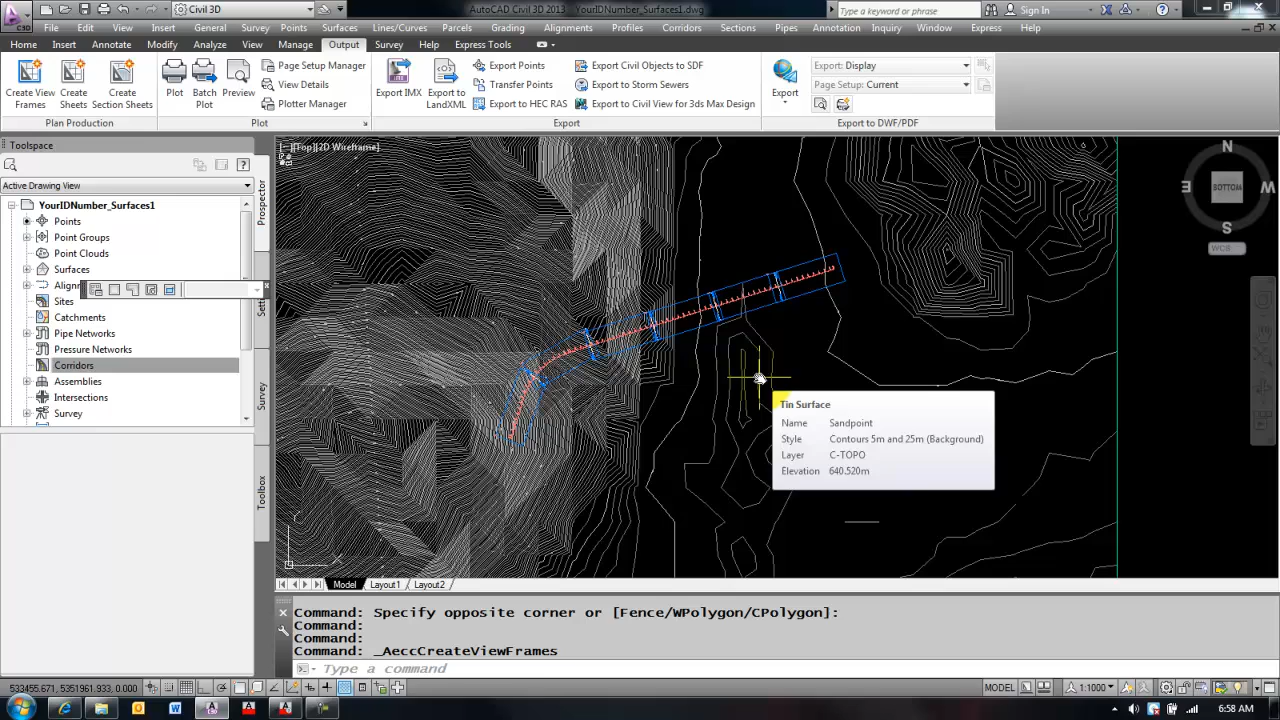 Civil 3D
AutoCAD Civil 3D 2013 - YourIDNumber_Surfaces1.dwg
Type a keyword or phrase
Sign In
C3D
File Edit View Insert General Survey Points Surfaces Lines/Curves Parcels Grading Alignments Profiles Corridors Sections Pipes Annotation Inquiry Window Express Help
Home Insert Annotate Modify Analyze View Manage Output Survey Help Express Tools
Create View Frames
Create Sheets
Create Section Sheets
Plan Production
Plot
Batch Plot
Preview
Page Setup Manager
View Details
Plotter Manager
Plot
Export IMX
Export to LandXML
Export Points
Transfer Points
Export to HEC RAS
Export Civil Objects to SDF
Export to Storm Sewers
Export to Civil View for 3ds Max Design
Export
Export
Export: Display
Page Setup: Current
Export to DWF/PDF
Toolspace
Active Drawing View
YourIDNumber_Surfaces1
Points
Point Groups
Point Clouds
Surfaces
Alignm
Sites
Catchments
Pipe Networks
Pressure Networks
Corridors
Assemblies
Intersections
Survey
Prospector
Setti
Survey
Toolbox
[–][Top][2D Wireframe]
N
E
BOTTOM
W
S
WCS
Tin Surface
Name Sandpoint
Style Contours 5m and 25m (Background)
Layer C-TOPO
Elevation 640.520m
Y
X
Model Layout1 Layout2
Command: Specify opposite corner or [Fence/WPolygon/CPolygon]:
Command:
Command:
Command: _AeccCreateViewFrames
Type a command
533455.671, 5351961.933, 0.000
MODEL
1:1000
6:58 AM